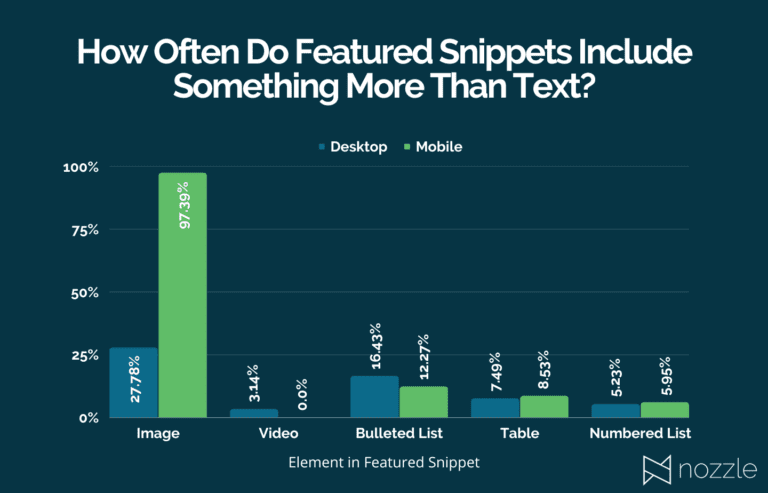 How Often Do Featured Snippets Include
Something More Than Text?
Desktop Mobile
100%
75%
50%
25%
0%
27.78%
97.39%
3.14%
0.0%
16.43%
12.27%
7.49%
8.53%
5.23%
5.95%
Image Video Bulleted List Table Numbered List
Element in Featured Snippet
nozzle